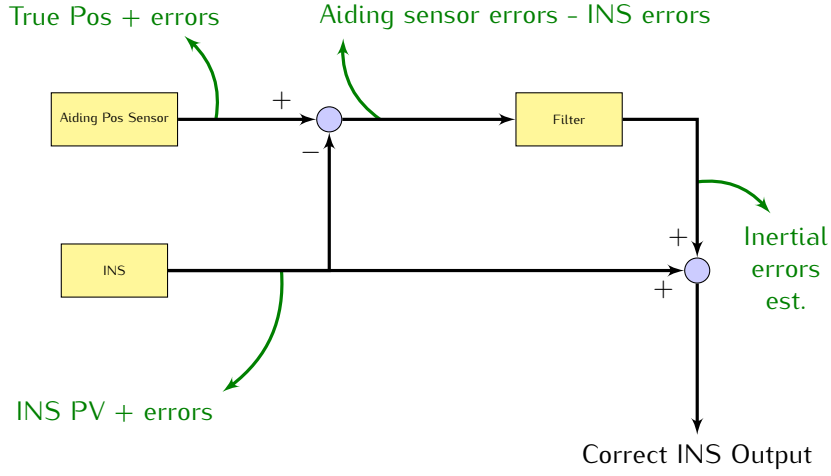 True Pos + errors
Aiding sensor errors - INS errors
+
Aiding Pos Sensor
Filter
−
+
Inertial
errors
est.
INS
+
INS PV + errors
Correct INS Output